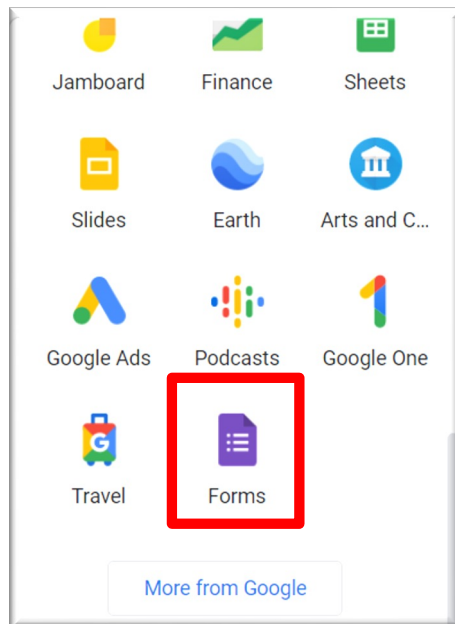 Jamboard Finance Sheets
Slides Earth Arts and C...
Google Ads Podcasts Google One
G
Travel Forms
More from Google